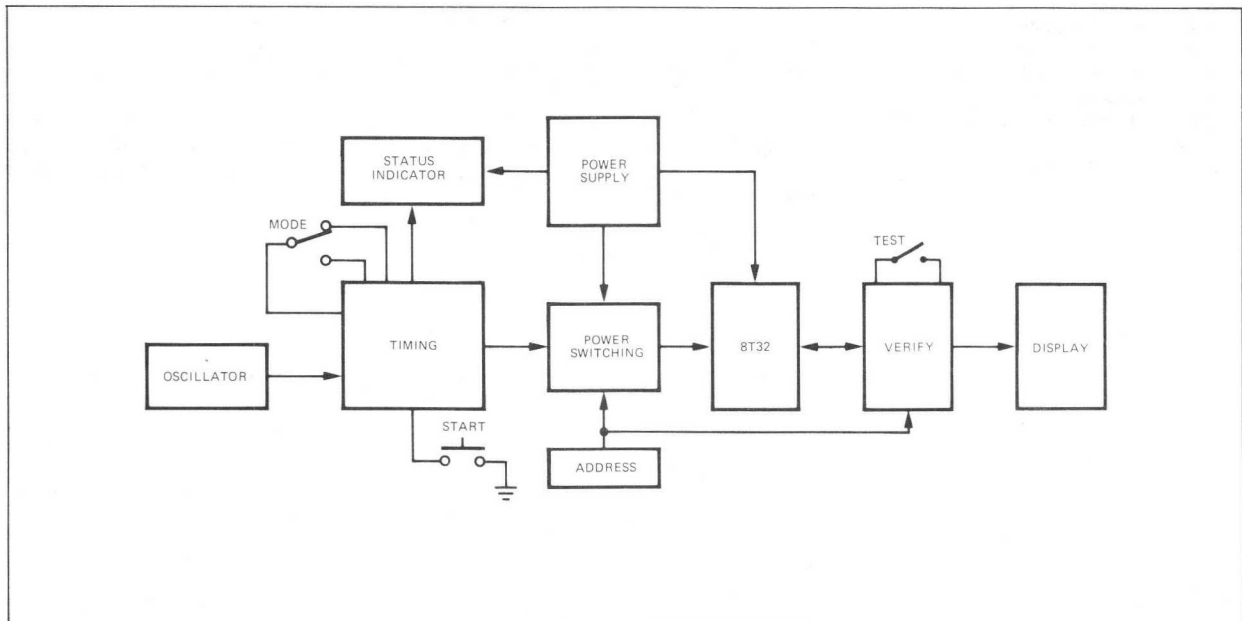 STATUS
INDICATOR
POWER
SUPPLY
MODE
TEST
TIMING
POWER
SWITCHING
8T32
VERIFY
DISPLAY
OSCILLATOR
START
ADDRESS